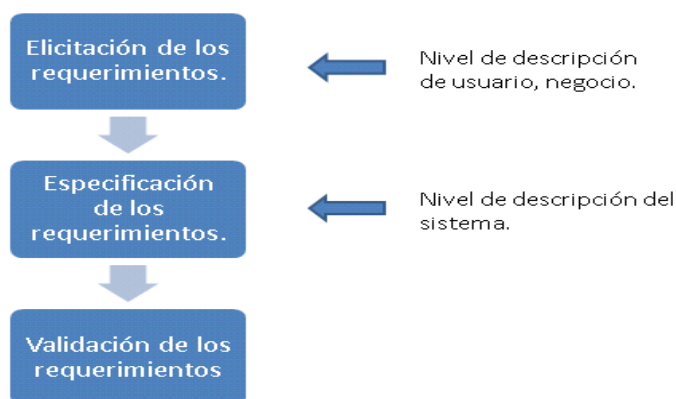 Elicitación de los
requerimientos.
Nivel de descripción
de usuario, negocio.
Especificación
de los
requerimientos.
Nivel de descripción del
sistema.
Validación de los
requerimientos